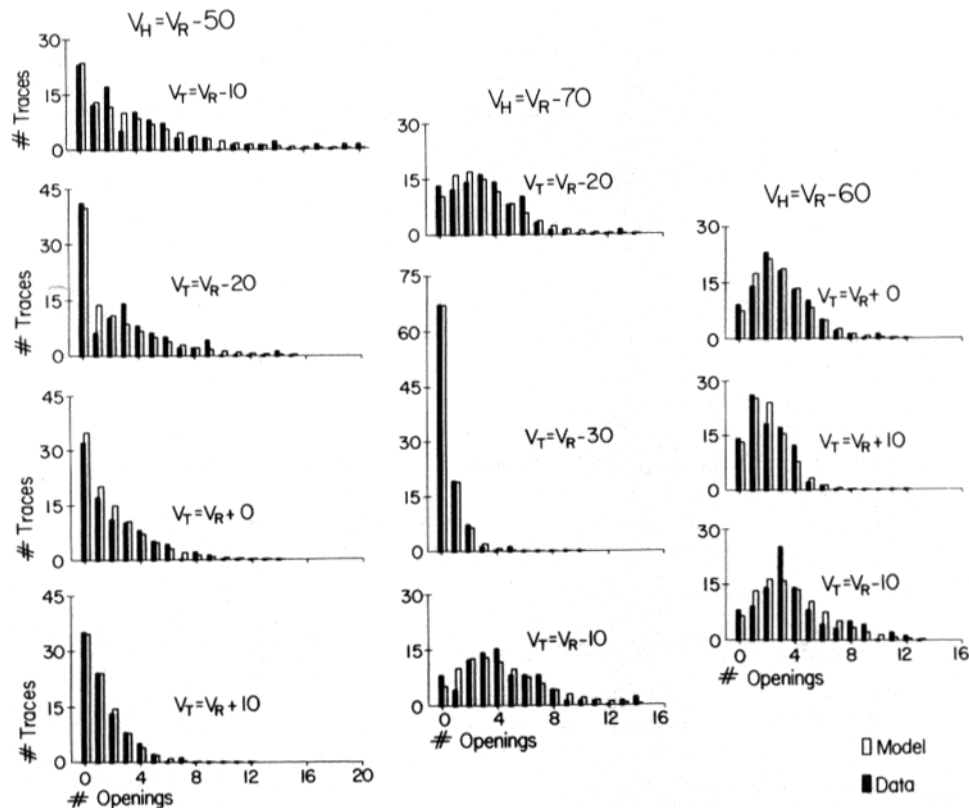 V_H=V_R-50
30
15
0
# Traces
V_T=V_R-10
45
30
15
0
# Traces
V_T=V_R-20
45
30
15
0
# Traces
V_T=V_R+0
45
30
15
0
# Traces
V_T=V_R+10
0 4 8 12 16 20
# Openings
V_H=V_R-70
30
15
0
V_T=V_R-20
75
60
45
30
15
0
V_T=V_R-30
30
15
0
V_T=V_R-10
0 4 8 12 16
# Openings
V_H=V_R-60
30
15
0
V_T=V_R+0
30
15
0
V_T=V_R+10
30
15
0
V_T=V_R-10
0 4 8 12 16
# Openings
Model
Data